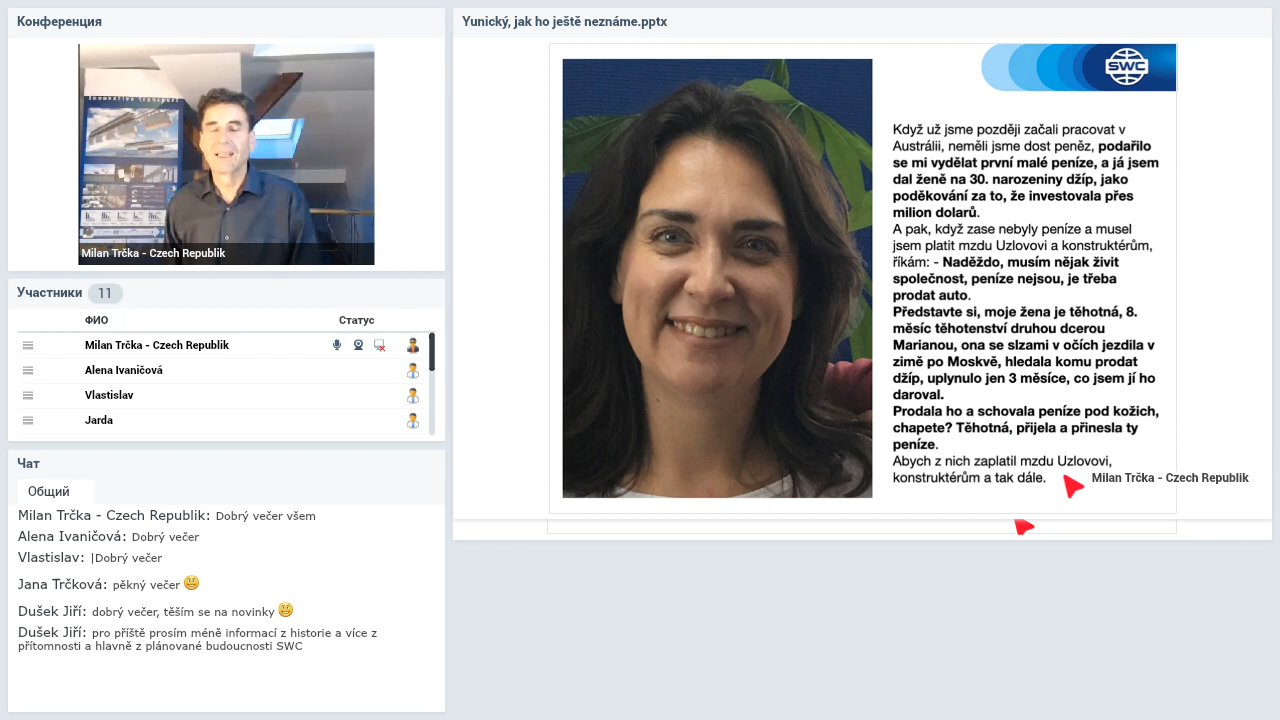 Конференция
Innovative transport
Milan Trčka - Czech Republik
Участники 11
ФИО Статус
Milan Trčka - Czech Republik
Alena Ivaničová
Vlastislav
Jarda
Чат
Общий
Milan Trčka - Czech Republik: Dobrý večer všem
Alena Ivaničová: Dobrý večer
Vlastislav: |Dobrý večer
Jana Trčková: pěkný večer
Dušek Jiří: dobrý večer, těším se na novinky
Dušek Jiří: pro příště prosím méně informací z historie a více z
přítomnosti a hlavně z plánované budoucnosti SWC
Yunický, jak ho ještě neznáme.pptx
SWC
Když už jsme později začali pracovat v
Austrálii, neměli jsme dost peněz, podařilo
se mi vydělat první malé peníze, a já jsem
dal ženě na 30. narozeniny džíp, jako
poděkování za to, že investovala přes
milion dolarů.
A pak, když zase nebyly peníze a musel
jsem platit mzdu Uzlovovi a konstruktérům,
říkám: - Naděždo, musím nějak živit
společnost, peníze nejsou, je třeba
prodat auto.
Představte si, moje žena je těhotná, 8.
měsíc těhotenství druhou dcerou
Marianou, ona se slzami v očích jezdila v
zimě po Moskvě, hledala komu prodat
džíp, uplynulo jen 3 měsíce, co jsem jí ho
daroval.
Prodala ho a schovala peníze pod kožich,
chapete? Těhotná, přijela a přinesla ty
peníze.
Abych z nich zaplatil mzdu Uzlovovi,
konstruktérům a tak dále.
Milan Trčka - Czech Republik